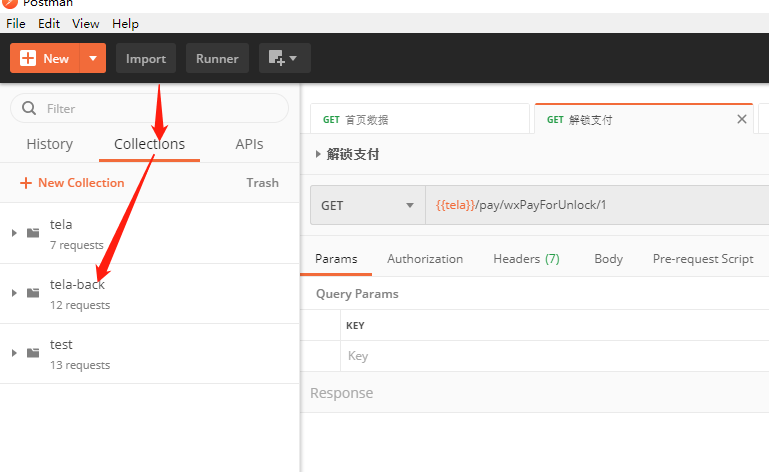 Postman
File Edit View Help
New Import Runner
Filter
History Collections APIs
New Collection Trash
tela
7 requests
tela-back
12 requests
test
13 requests
GET 首页数据 GET 解锁支付
解锁支付
GET {{tela}}/pay/wxPayForUnlock/1
Params Authorization Headers (7) Body Pre-request Script
Query Params
KEY
Key
Response